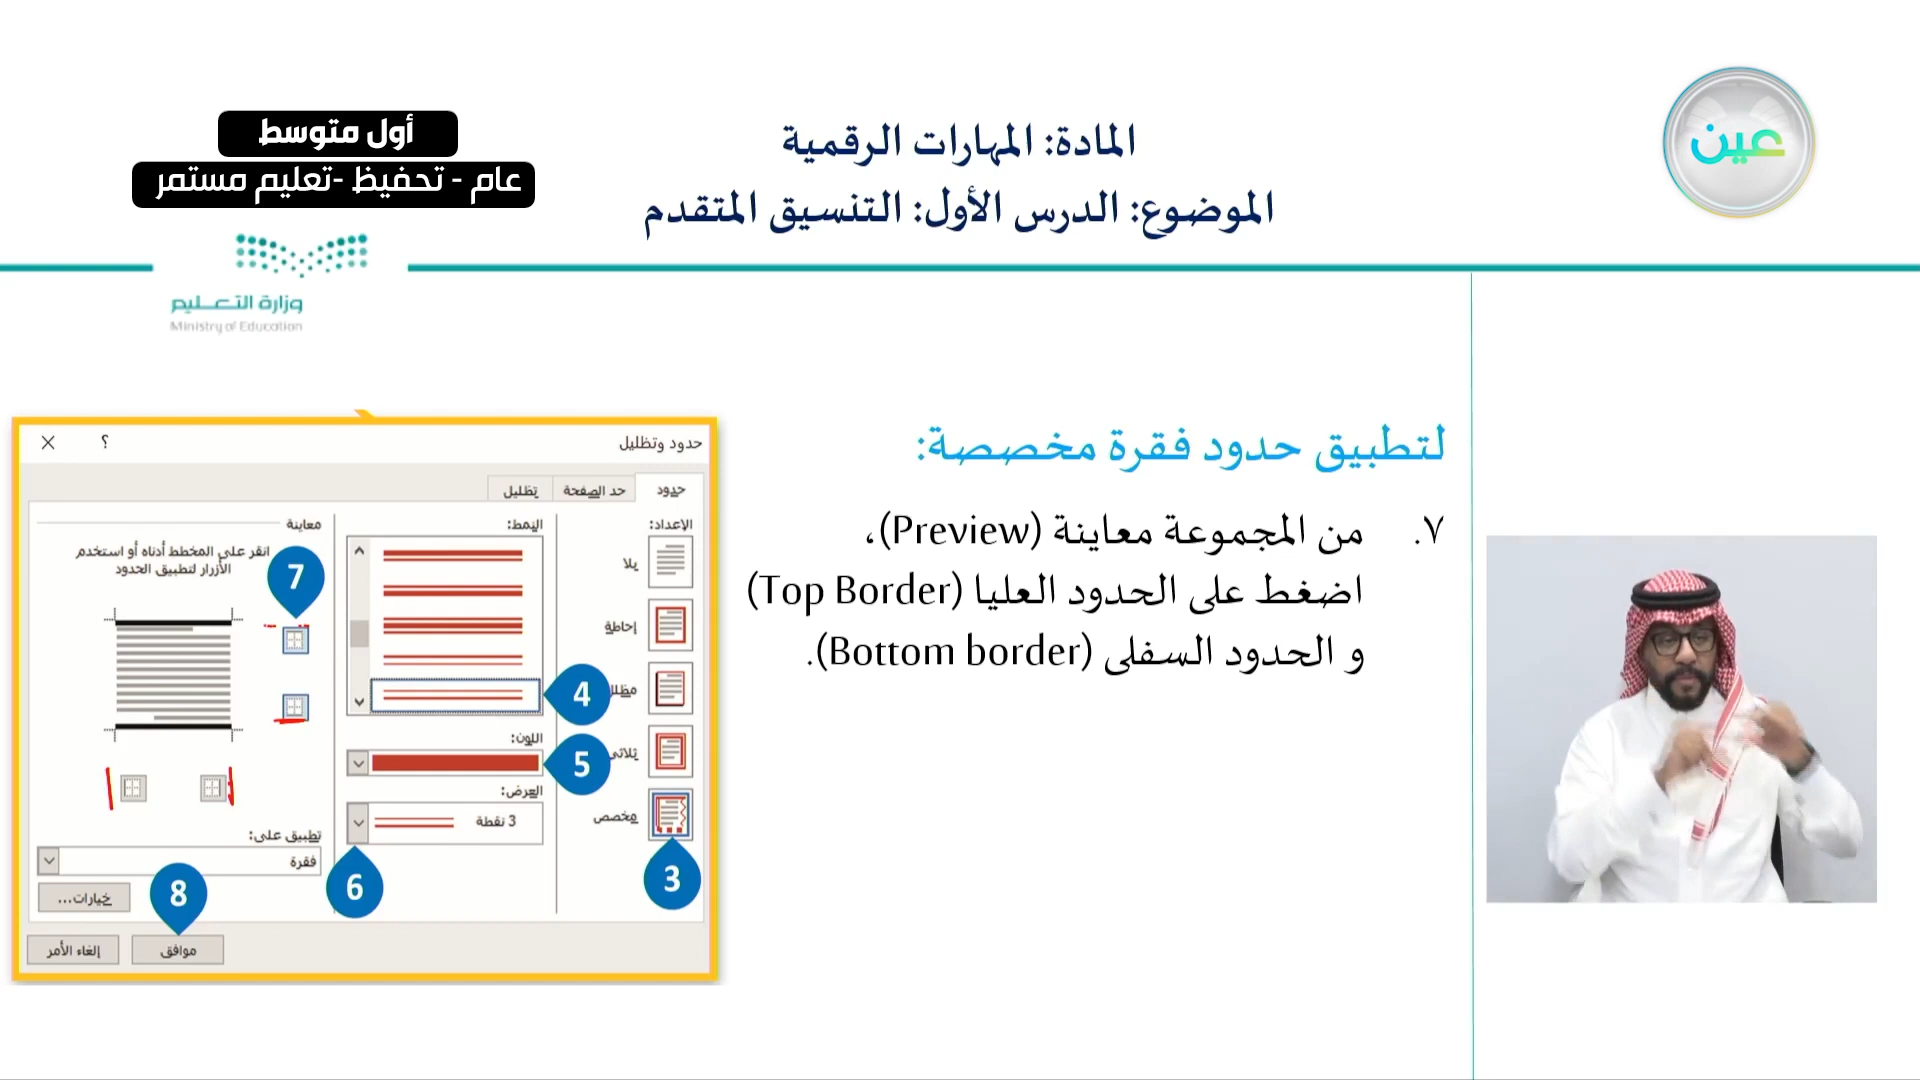 عين
المادة: المهارات الرقمية
الموضوع: الدرس الأول: التنسيق المتقدم
أول متوسط
عام - تحفيظ -تعليم مستمر
وزارة التعليم
Ministry of Education
لتطبيق حدود فقرة مخصصة:
٧. من المجموعة معاينة (Preview)،
اضغط على الحدود العليا (Top Border)
و الحدود السفلى (Bottom border).
حدود وتظليل
؟
حدود
حد الصفحة
تظليل
الإعداد:
بلا
إحاطة
مظلل
ثلاثي
مخصص
3
النمط:
4
اللون:
5
العرض:
3 نقطة
6
معاينة
انقر على المخطط أدناه أو استخدم
الأزرار لتطبيق الحدود
7
تطبيق على:
فقرة
خيارات...
8
موافق
إلغاء الأمر